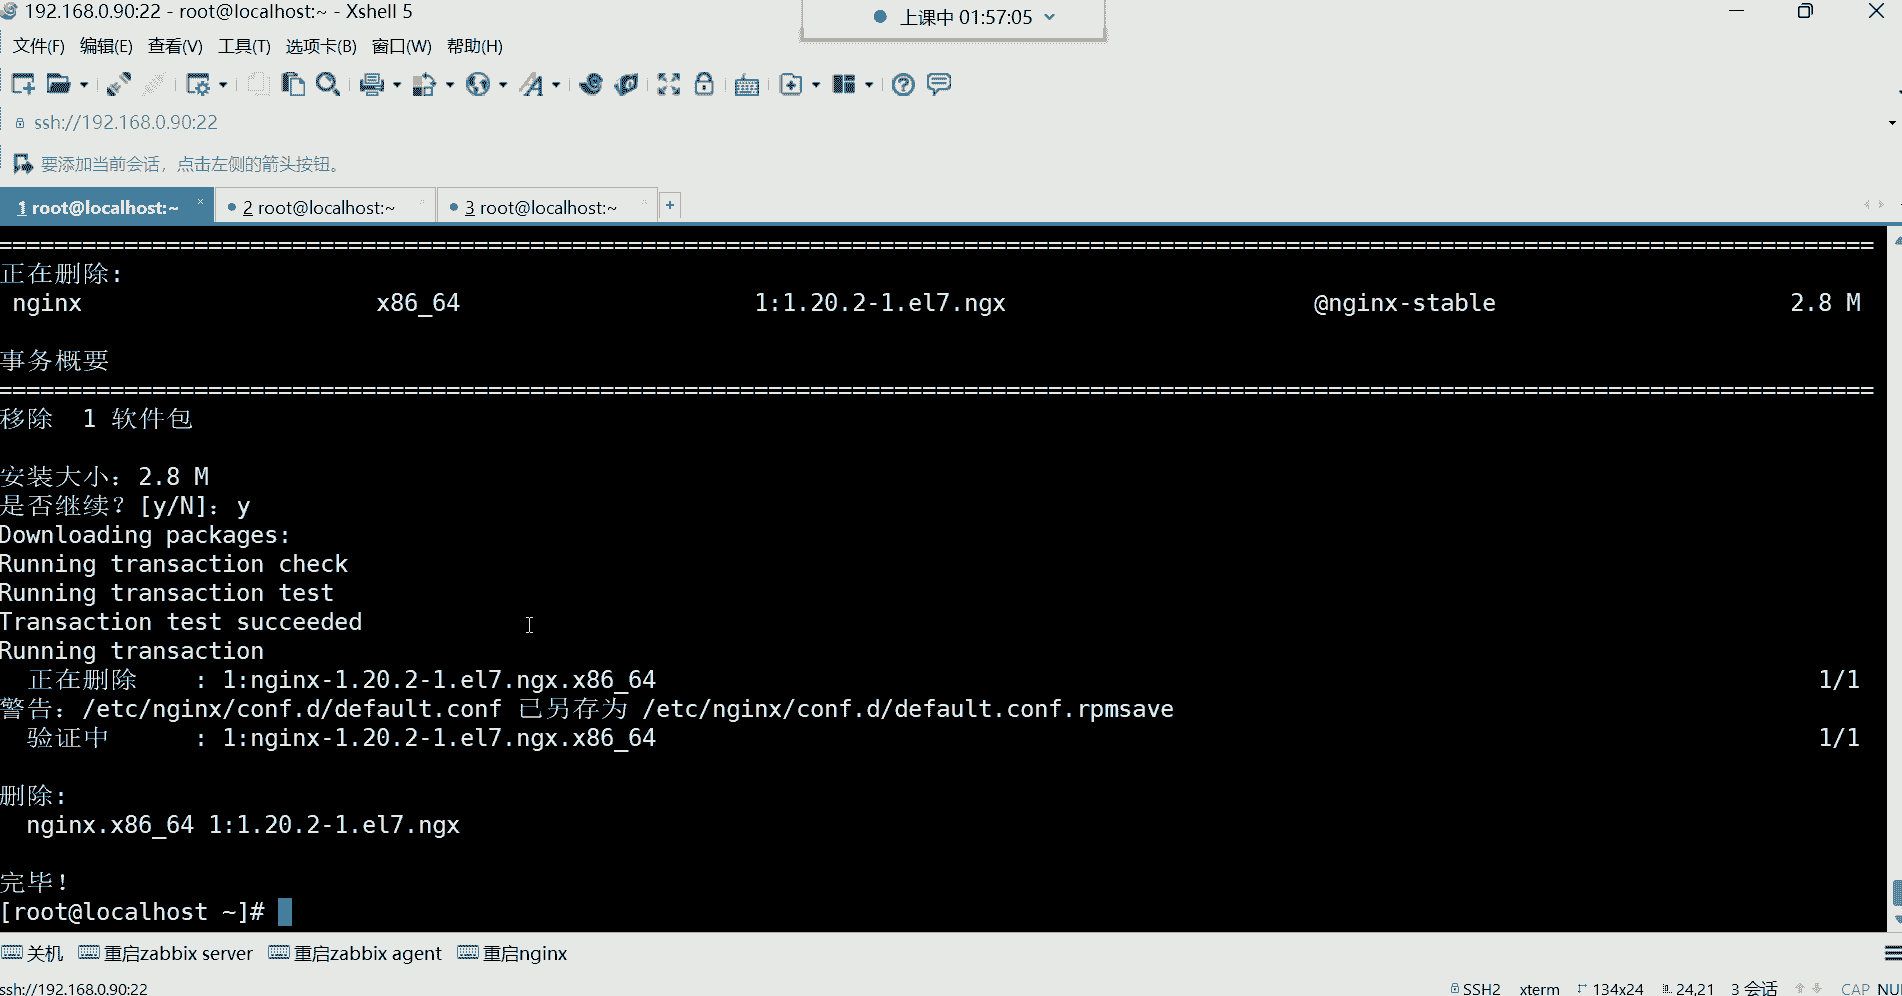 192.168.0.90:22 - root@localhost:~ - Xshell 5
上课中 01:57:05
文件(F) 编辑(E) 查看(V) 工具(T) 选项卡(B) 窗口(W) 帮助(H)
ssh://192.168.0.90:22
要添加当前会话，点击左侧的箭头按钮。
1 root@localhost:~ × 2 root@localhost:~ 3 root@localhost:~ +
================================================================================
正在删除:
nginx x86_64 1:1.20.2-1.el7.ngx @nginx-stable 2.8 M
事务概要
================================================================================
移除 1 软件包
安装大小：2.8 M
是否继续？[y/N]：y
Downloading packages:
Running transaction check
Running transaction test
Transaction test succeeded
Running transaction
正在删除 : 1:nginx-1.20.2-1.el7.ngx.x86_64 1/1
警告：/etc/nginx/conf.d/default.conf 已另存为 /etc/nginx/conf.d/default.conf.rpmsave
验证中 : 1:nginx-1.20.2-1.el7.ngx.x86_64 1/1
删除:
nginx.x86_64 1:1.20.2-1.el7.ngx
完毕！
[root@localhost ~]#
关机 重启zabbix server 重启zabbix agent 重启nginx
ssh://192.168.0.90:22 SSH2 xterm 134x24 24,21 3 会话 CAP NU